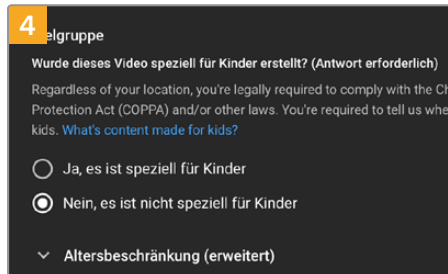 4
elgruppe
Wurde dieses Video speziell für Kinder erstellt? (Antwort erforderlich)
Regardless of your location, you're legally required to comply with the Ch
Protection Act (COPPA) and/or other laws. You're required to tell us whe
kids. What's content made for kids?
Ja, es ist speziell für Kinder
Nein, es ist nicht speziell für Kinder
Altersbeschränkung (erweitert)